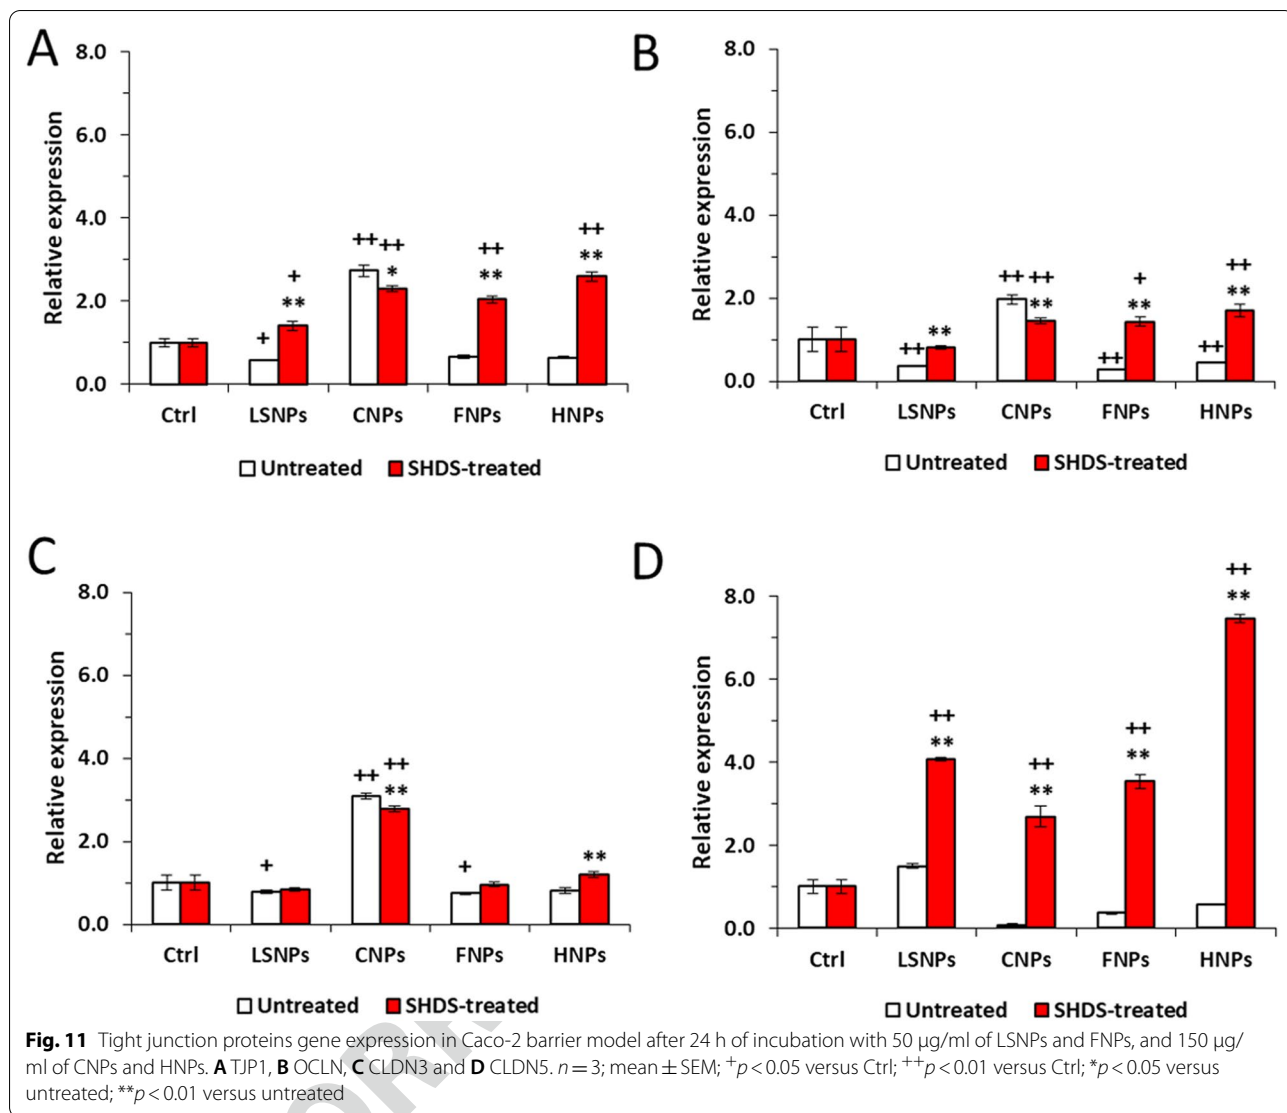 A
8.0
6.0
4.0
2.0
0.0
Relative expression
+
+
**
++
++
*
++
**
++
**
Ctrl LSNPs CNPs FNPs HNPs
Untreated SHDS-treated
B
8.0
6.0
4.0
2.0
0.0
Relative expression
++
**
++
++
**
++
+
**
++
++
**
Ctrl LSNPs CNPs FNPs HNPs
Untreated SHDS-treated
C
8.0
6.0
4.0
2.0
0.0
Relative expression
+
++
++
**
+
**
Ctrl LSNPs CNPs FNPs HNPs
Untreated SHDS-treated
D
8.0
6.0
4.0
2.0
0.0
Relative expression
++
**
++
**
++
**
++
**
Ctrl LSNPs CNPs FNPs HNPs
Untreated SHDS-treated
Fig. 11 Tight junction proteins gene expression in Caco-2 barrier model after 24 h of incubation with 50 μg/ml of LSNPs and FNPs, and 150 μg/
ml of CNPs and HNPs. A TJP1, B OCLN, C CLDN3 and D CLDN5. n = 3; mean ± SEM; +p < 0.05 versus Ctrl; ++p < 0.01 versus Ctrl; *p < 0.05 versus
untreated; **p < 0.01 versus untreated